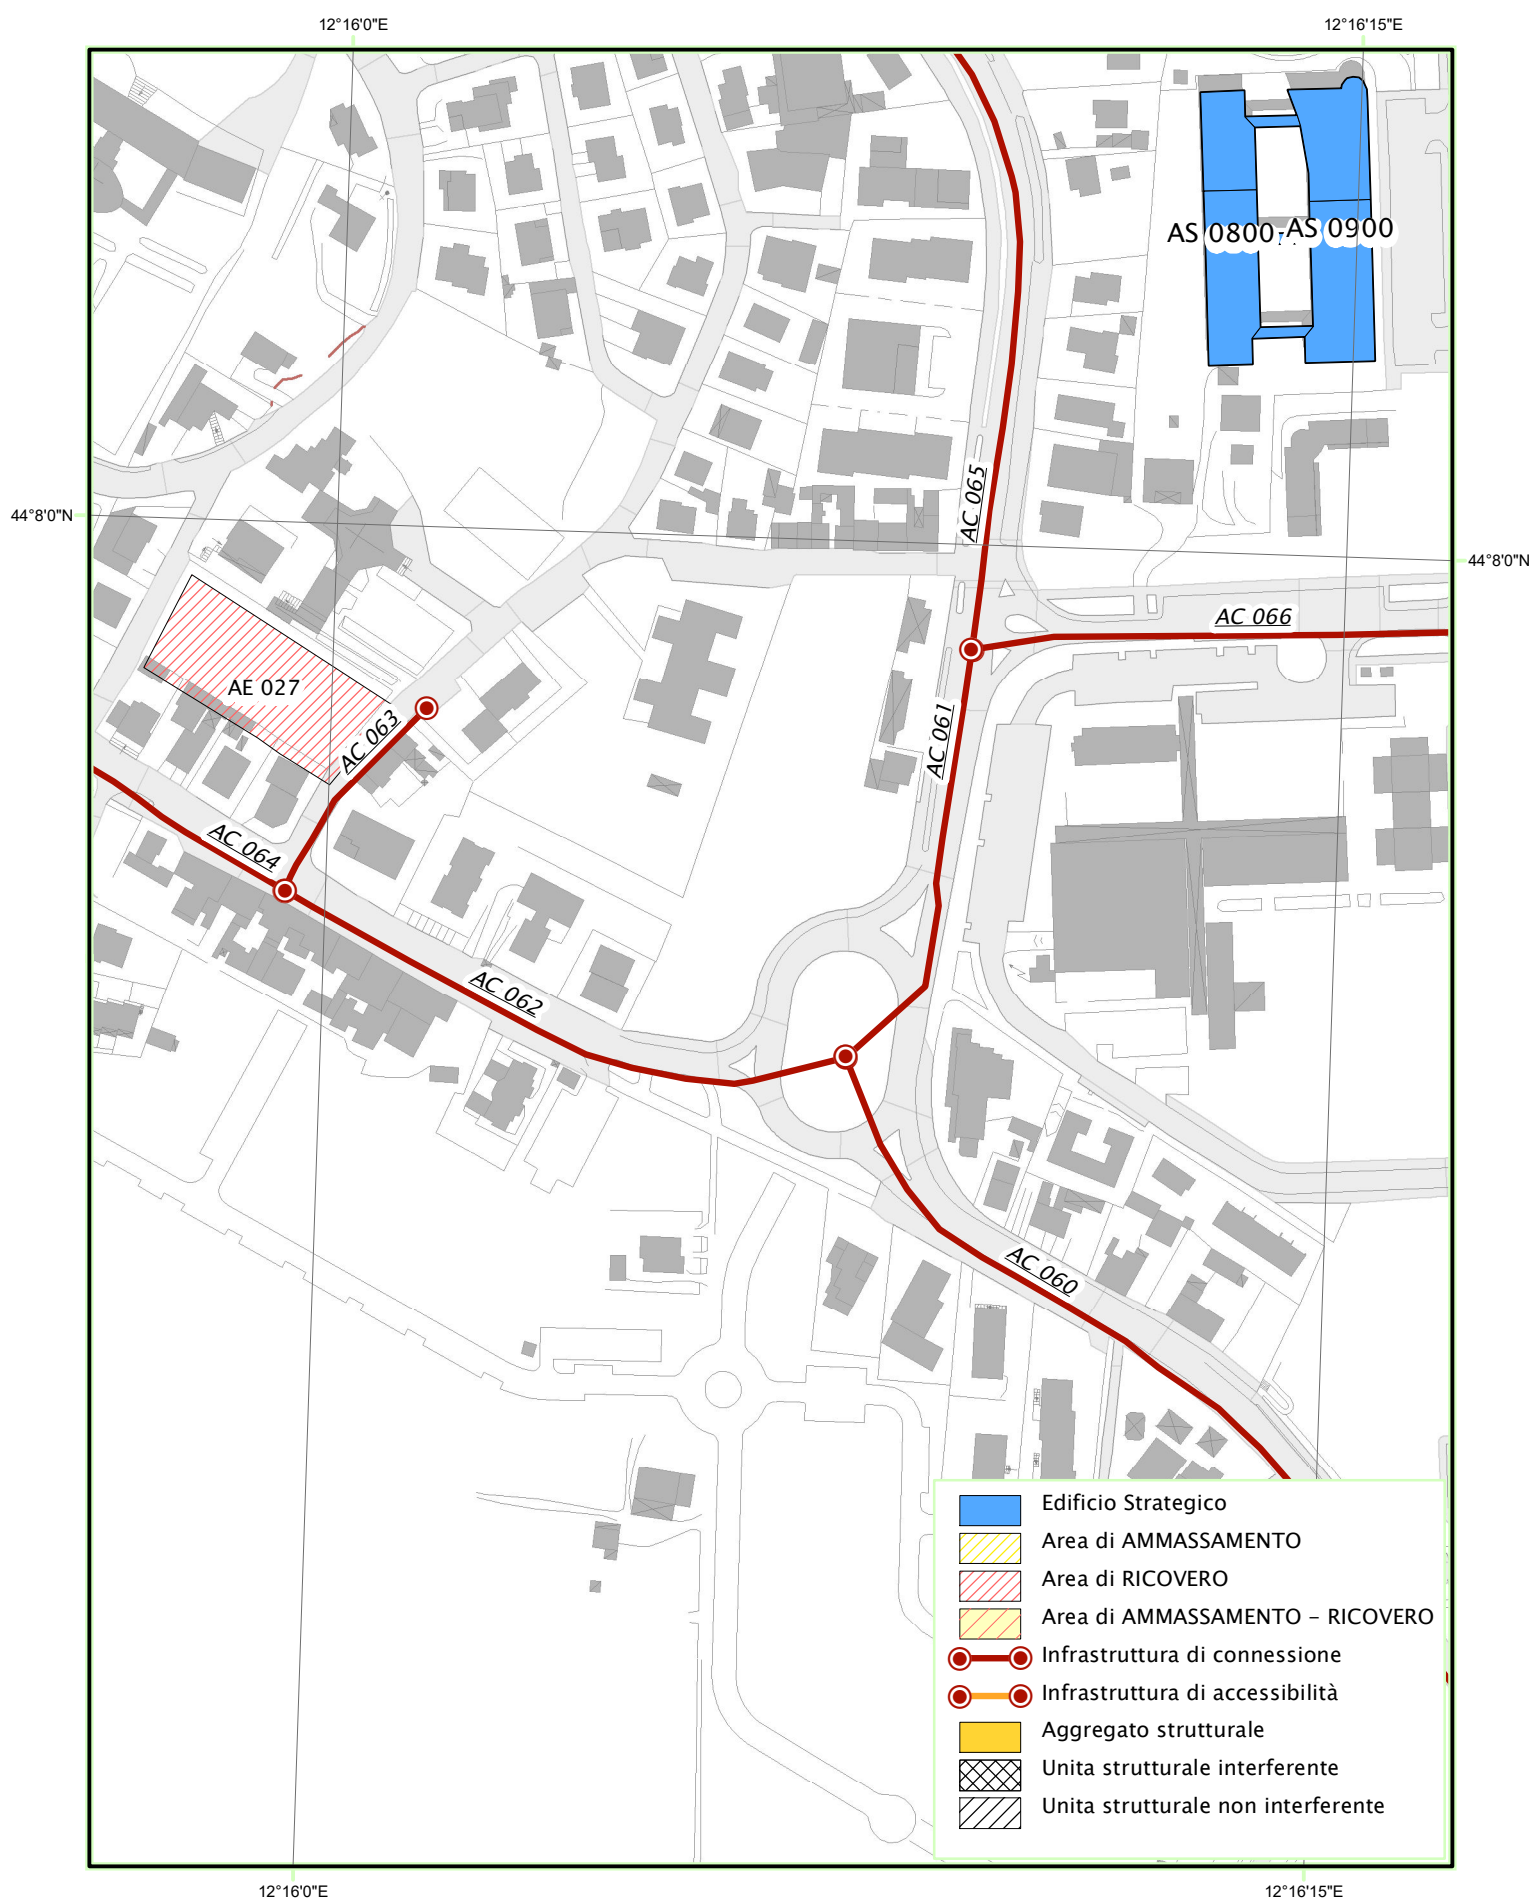 12°16'0"E
12°16'15"E
AS 0800-AS 0900
AC 065
44°8'0"N
44°8'0"N
AC 066
AE 027
AC 063
AC 061
AC 064
AC 062
AC 060
Edificio Strategico
Area di AMMASSAMENTO
Area di RICOVERO
Area di AMMASSAMENTO - RICOVERO
Infrastruttura di connessione
Infrastruttura di accessibilità
Aggregato strutturale
Unita strutturale interferente
Unita strutturale non interferente
12°16'0"E
12°16'15"E